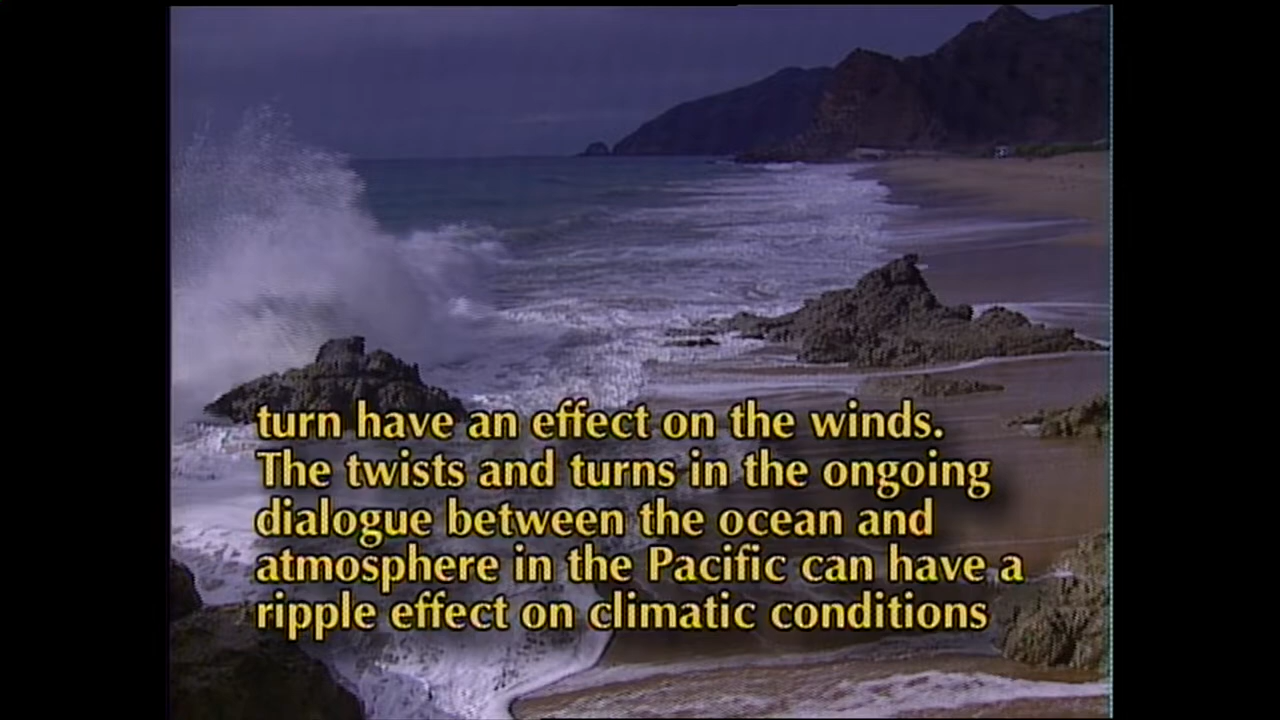 turn have an effect on the winds.
The twists and turns in the ongoing
dialogue between the ocean and
atmosphere in the Pacific can have a
ripple effect on climatic conditions